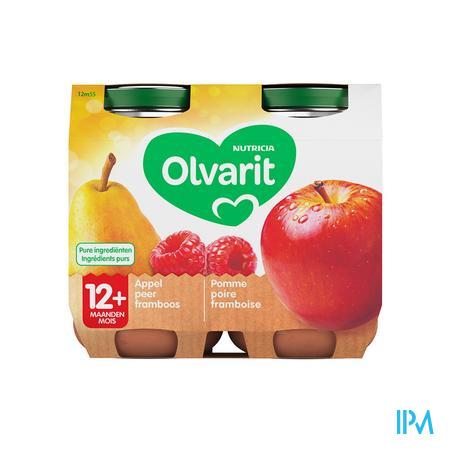 12m55
NUTRICIA
Olvarit
Pure ingrediënten
Ingrédients purs
12+
MAANDEN
MOIS
Appel
peer
framboos
Pomme
poire
framboise
IPM